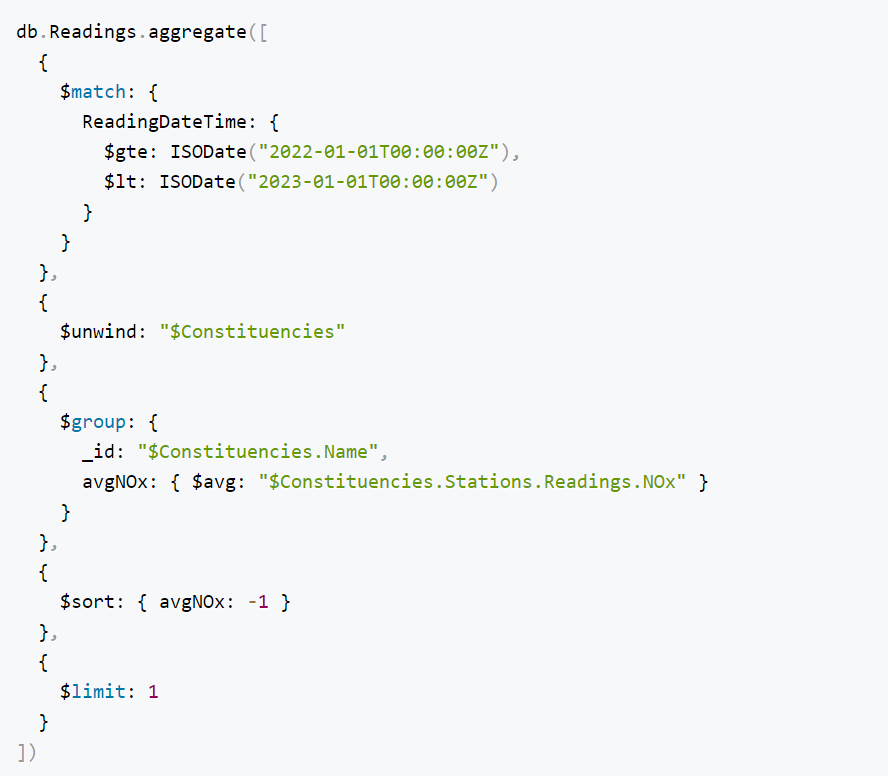 db.Readings.aggregate([
  {
    $match: {
      ReadingDateTime: {
        $gte: ISODate("2022-01-01T00:00:00Z"),
        $lt: ISODate("2023-01-01T00:00:00Z")
      }
    }
  },
  {
    $unwind: "$Constituencies"
  },
  {
    $group: {
      _id: "$Constituencies.Name",
      avgNOx: { $avg: "$Constituencies.Stations.Readings.NOx" }
    }
  },
  {
    $sort: { avgNOx: -1 }
  },
  {
    $limit: 1
  }
])